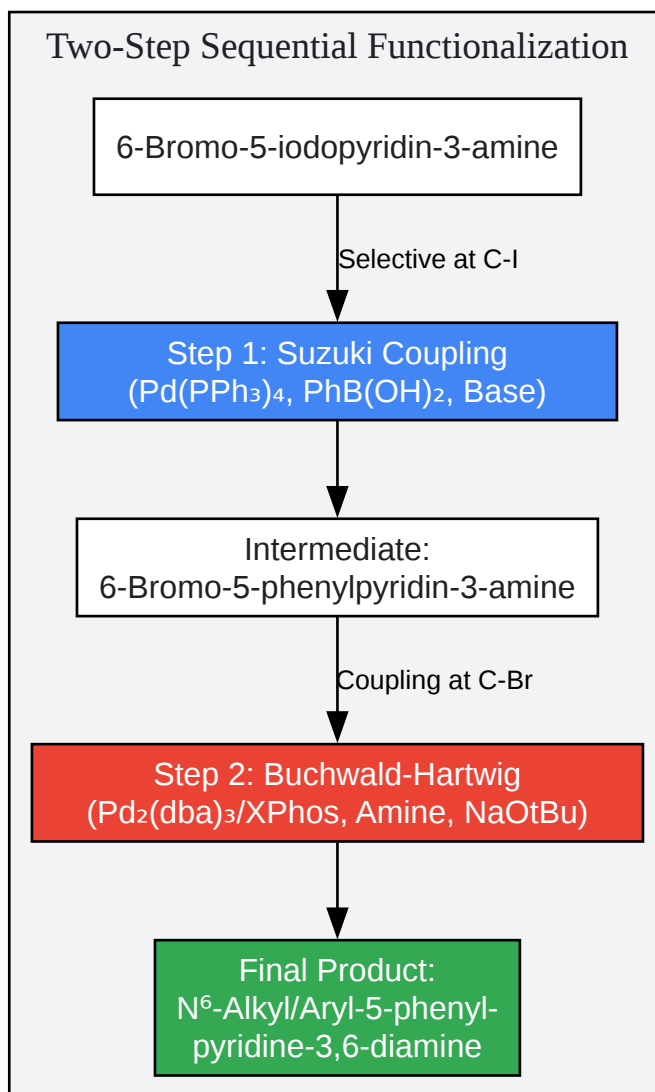 Two-Step Sequential Functionalization
6-Bromo-5-iodopyridin-3-amine
Selective at C-I
Step 1: Suzuki Coupling
(Pd(PPh₃)₄, PhB(OH)₂, Base)
Intermediate:
6-Bromo-5-phenylpyridin-3-amine
Coupling at C-Br
Step 2: Buchwald-Hartwig
(Pd₂(dba)₃/XPhos, Amine, NaOtBu)
Final Product:
N⁶-Alkyl/Aryl-5-phenyl-
pyridine-3,6-diamine